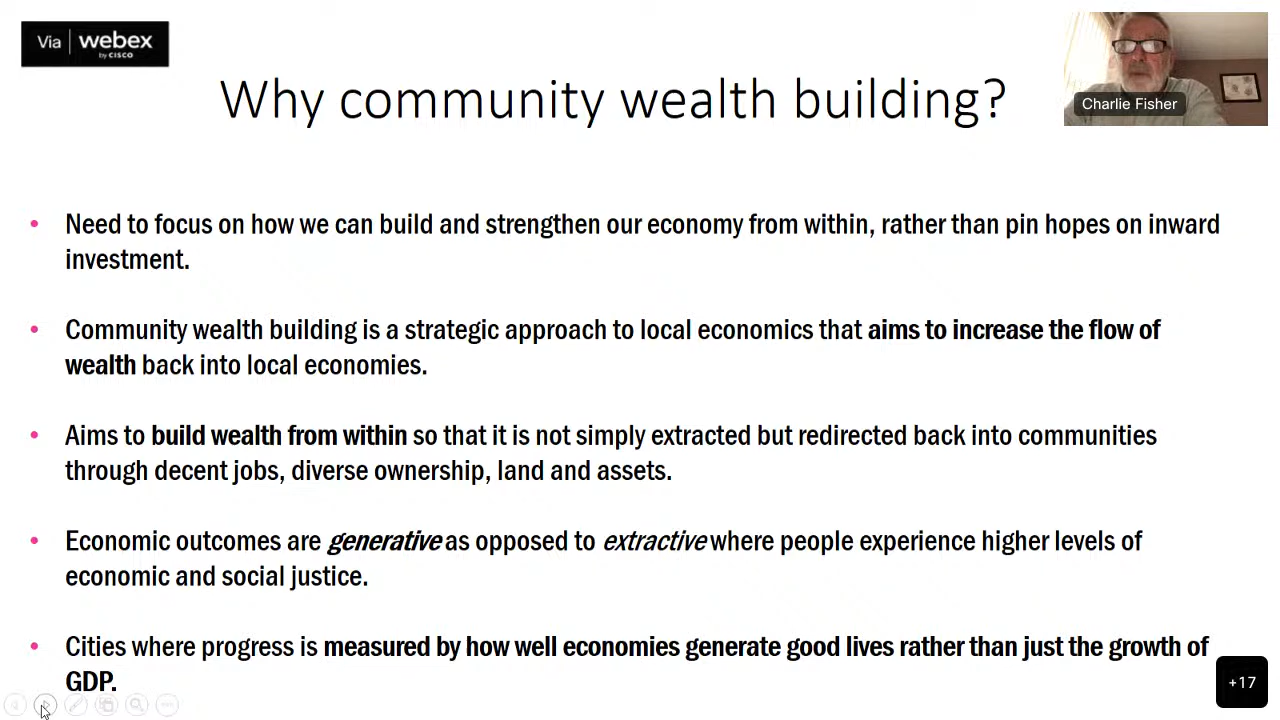 Via webex
by CISCO
Why community wealth building?
Charlie Fisher
• Need to focus on how we can build and strengthen our economy from within, rather than pin hopes on inward
investment.
• Community wealth building is a strategic approach to local economics that aims to increase the flow of
wealth back into local economies.
• Aims to build wealth from within so that it is not simply extracted but redirected back into communities
through decent jobs, diverse ownership, land and assets.
• Economic outcomes are generative as opposed to extractive where people experience higher levels of
economic and social justice.
• Cities where progress is measured by how well economies generate good lives rather than just the growth of
GDP.
+17